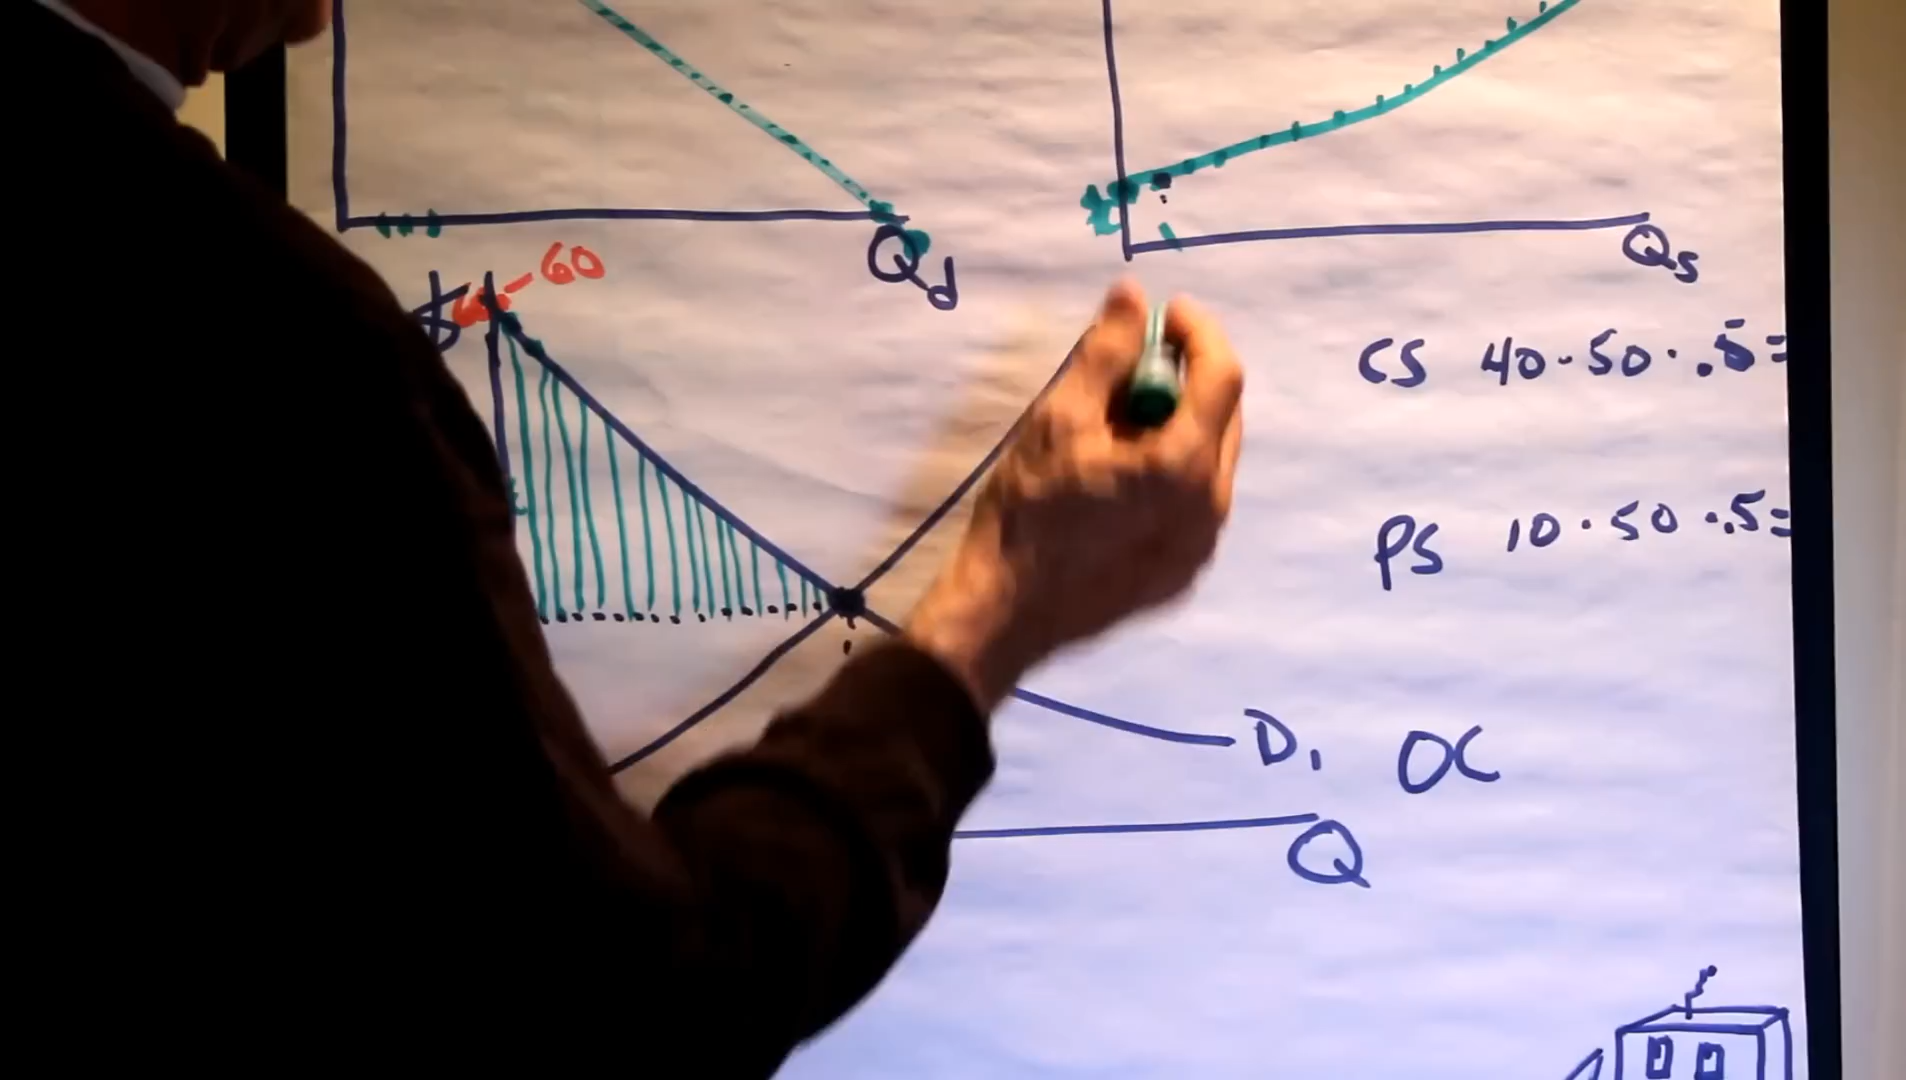 Qd
Qs
$
60
CS 40 - 50 · .5 =
PS 10 · 50 · .5 =
D₁ OC
Q